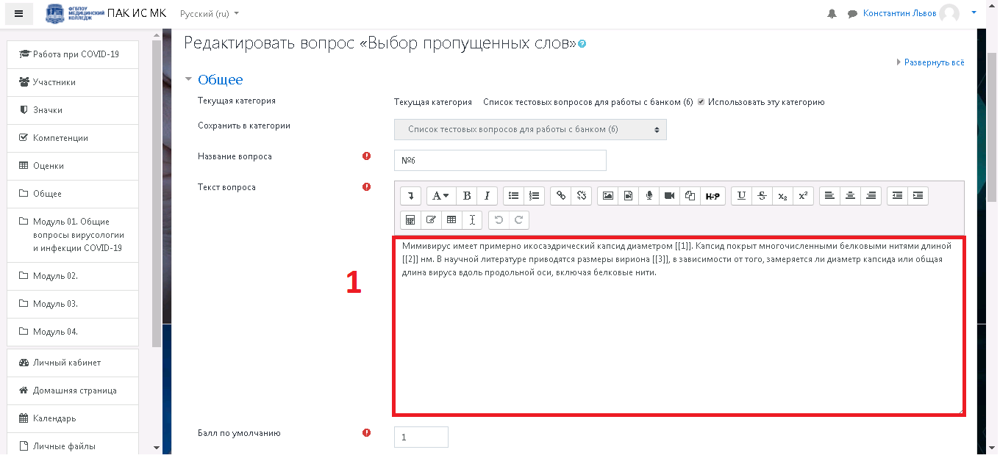 ФГБПОУ МЕДИЦИНСКИЙ КОЛЛЕДЖ
ПАК ИС МК
Русский (ru)
Константин Львов
Работа при COVID-19
Участники
Значки
Компетенции
Оценки
Общее
Модуль 01. Общие
вопросы вирусологии
и инфекции COVID-19
Модуль 02.
Модуль 03.
Модуль 04.
Личный кабинет
Домашняя страница
Календарь
Личные файлы
Редактировать вопрос «Выбор пропущенных слов»
Развернуть всё
Общее
Текущая категория
Текущая категория Список тестовых вопросов для работы с банком (6) Использовать эту категорию
Сохранить в категории
Список тестовых вопросов для работы с банком (6)
Название вопроса
№6
Текст вопроса
A B I H-P U S x₂ x²
Мимивирус имеет примерно икосаэдрический капсид диаметром [[1]]. Капсид покрыт многочисленными белковыми нитями длиной
[[2]] нм. В научной литературе приводятся размеры вириона [[3]], в зависимости от того, замеряется ли диаметр капсида или общая
длина вируса вдоль продольной оси, включая белковые нити.
1
Балл по умолчанию
1